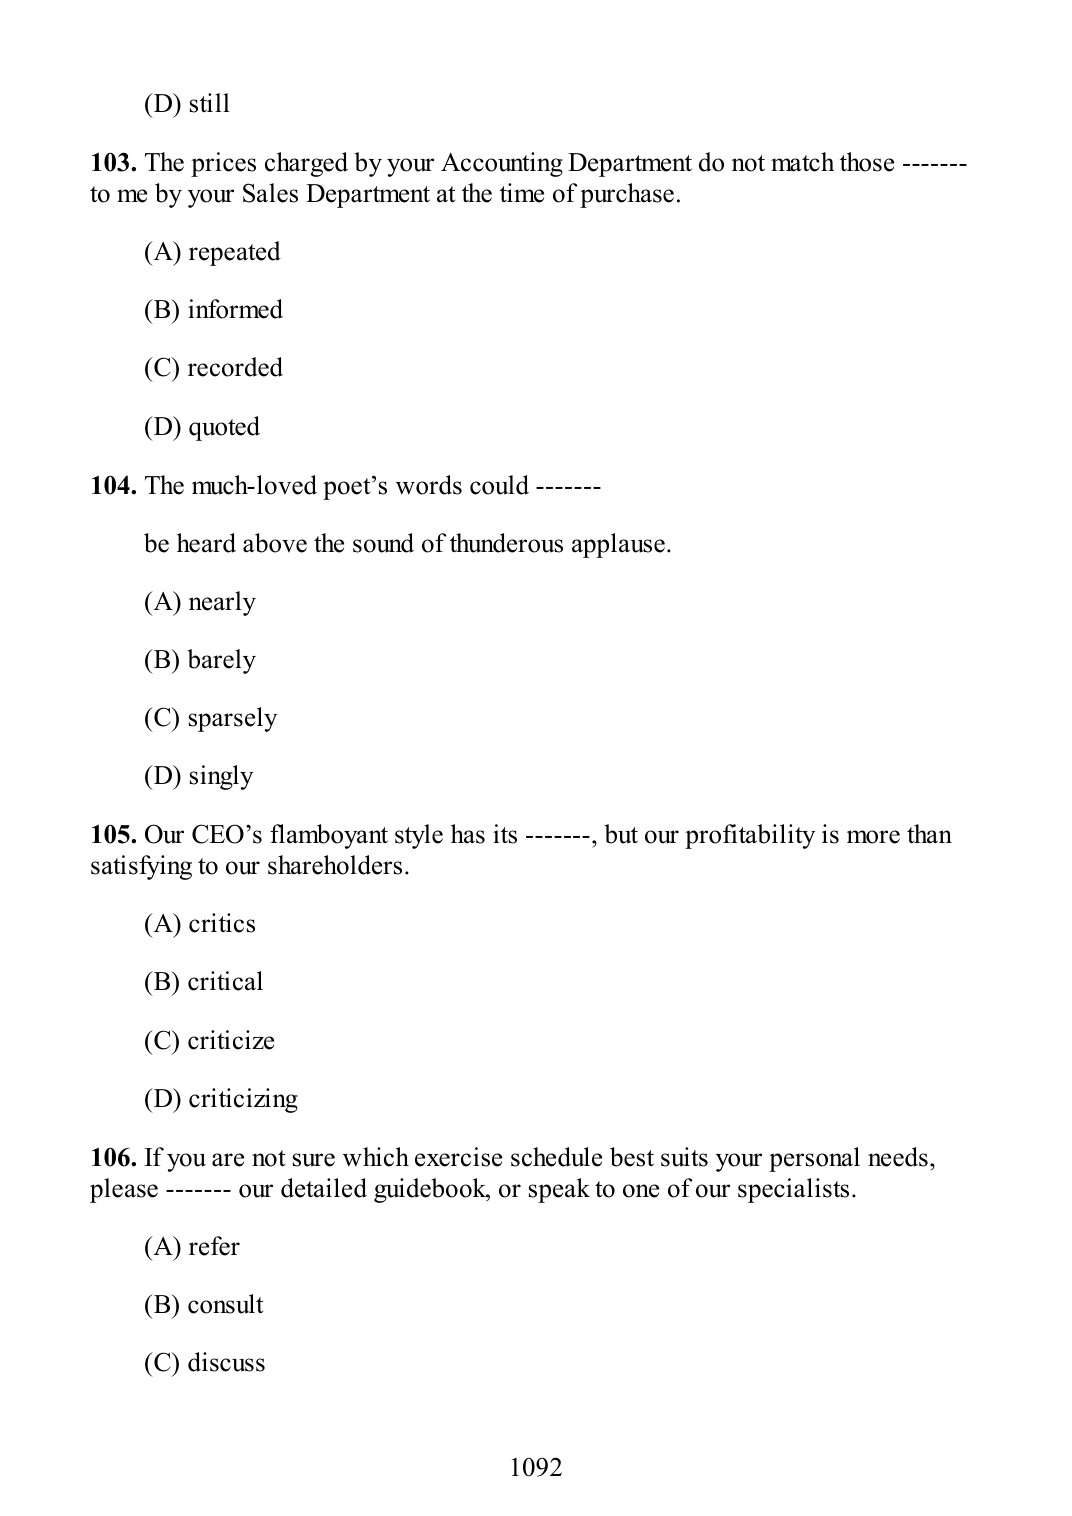 (D) still
103. The prices charged by your Accounting Department do not match those -------
to me by your Sales Department at the time of purchase.
(A) repeated
(B) informed
(C) recorded
(D) quoted
104. The much-loved poet’s words could -------
be heard above the sound of thunderous applause.
(A) nearly
(B) barely
(C) sparsely
(D) singly
105. Our CEO’s flamboyant style has its -------, but our profitability is more than
satisfying to our shareholders.
(A) critics
(B) critical
(C) criticize
(D) criticizing
106. If you are not sure which exercise schedule best suits your personal needs,
please ------- our detailed guidebook, or speak to one of our specialists.
(A) refer
(B) consult
(C) discuss
1092